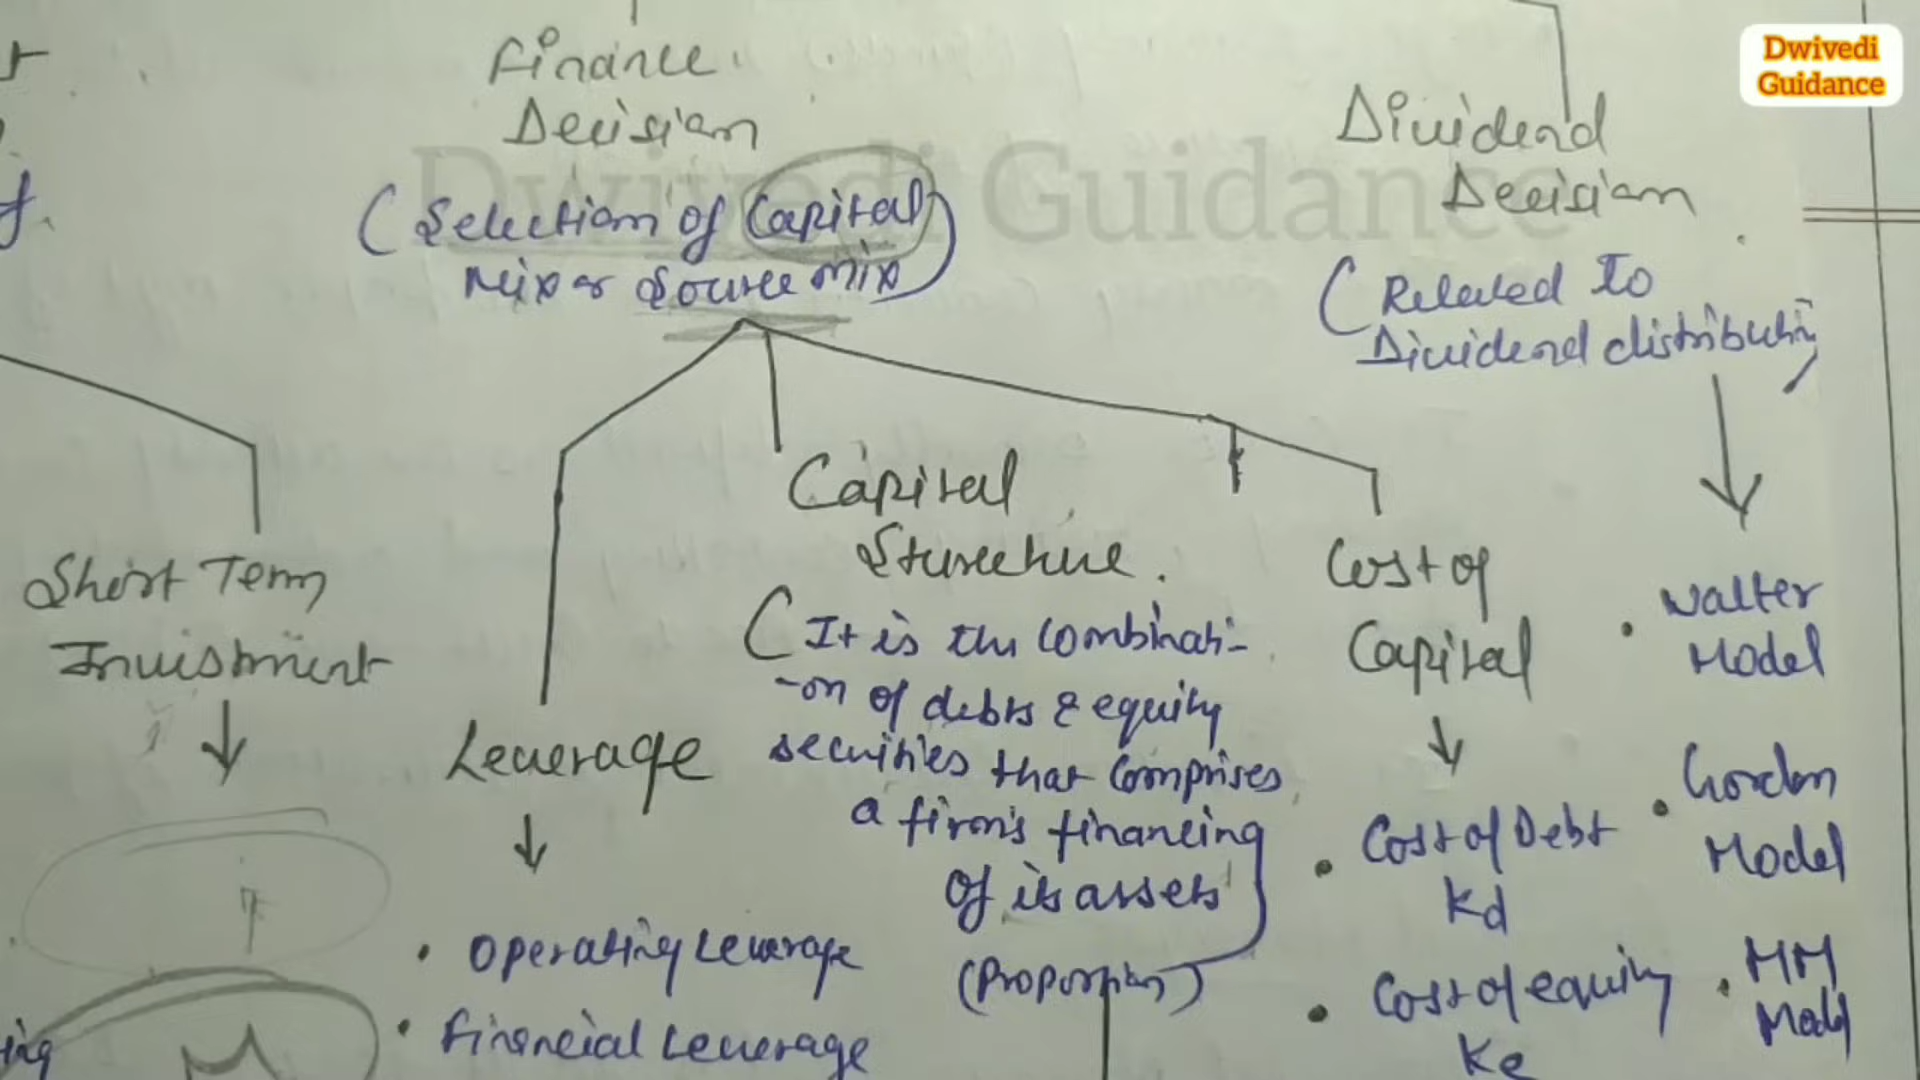 Finance
Decision
(Selection of Capital
Mix or Source mix)
Dividend
Decision
(Related To
Dividend distribution
Short Term
Investment
Leverage
• Operating Leverage
• Financial Leverage
Capital
Structure.
(It is the combinati-
-on of debts & equity
securities that comprises
a firm's financing
of its assets
(Proportion)
Cost of
Capital
• Cost of Debt
Kd
• Cost of equity
Ke
• Walter
Model
• Gordon
Model
• MM
Model
ing
Dwivedi
Guidance
Dwivedi Guidance